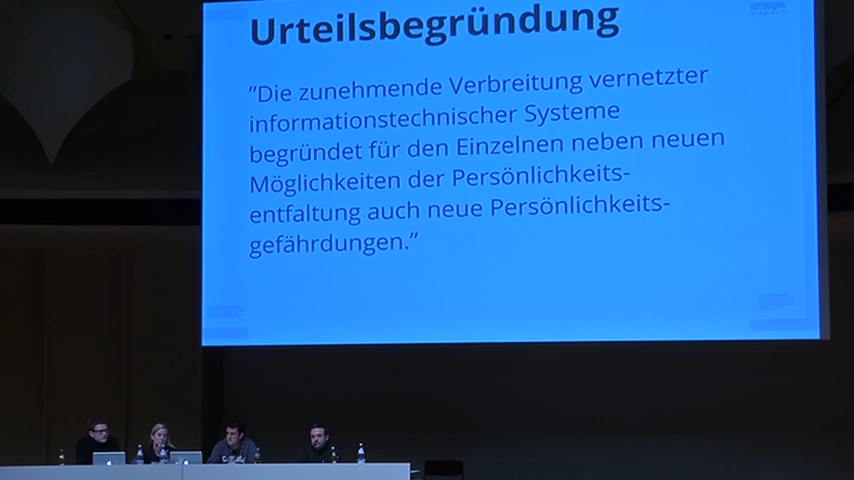 Urteilsbegründung
"Die zunehmende Verbreitung vernetzter
informationstechnischer Systeme
begründet für den Einzelnen neben neuen
Möglichkeiten der Persönlichkeits-
entfaltung auch neue Persönlichkeits-
gefährdungen."